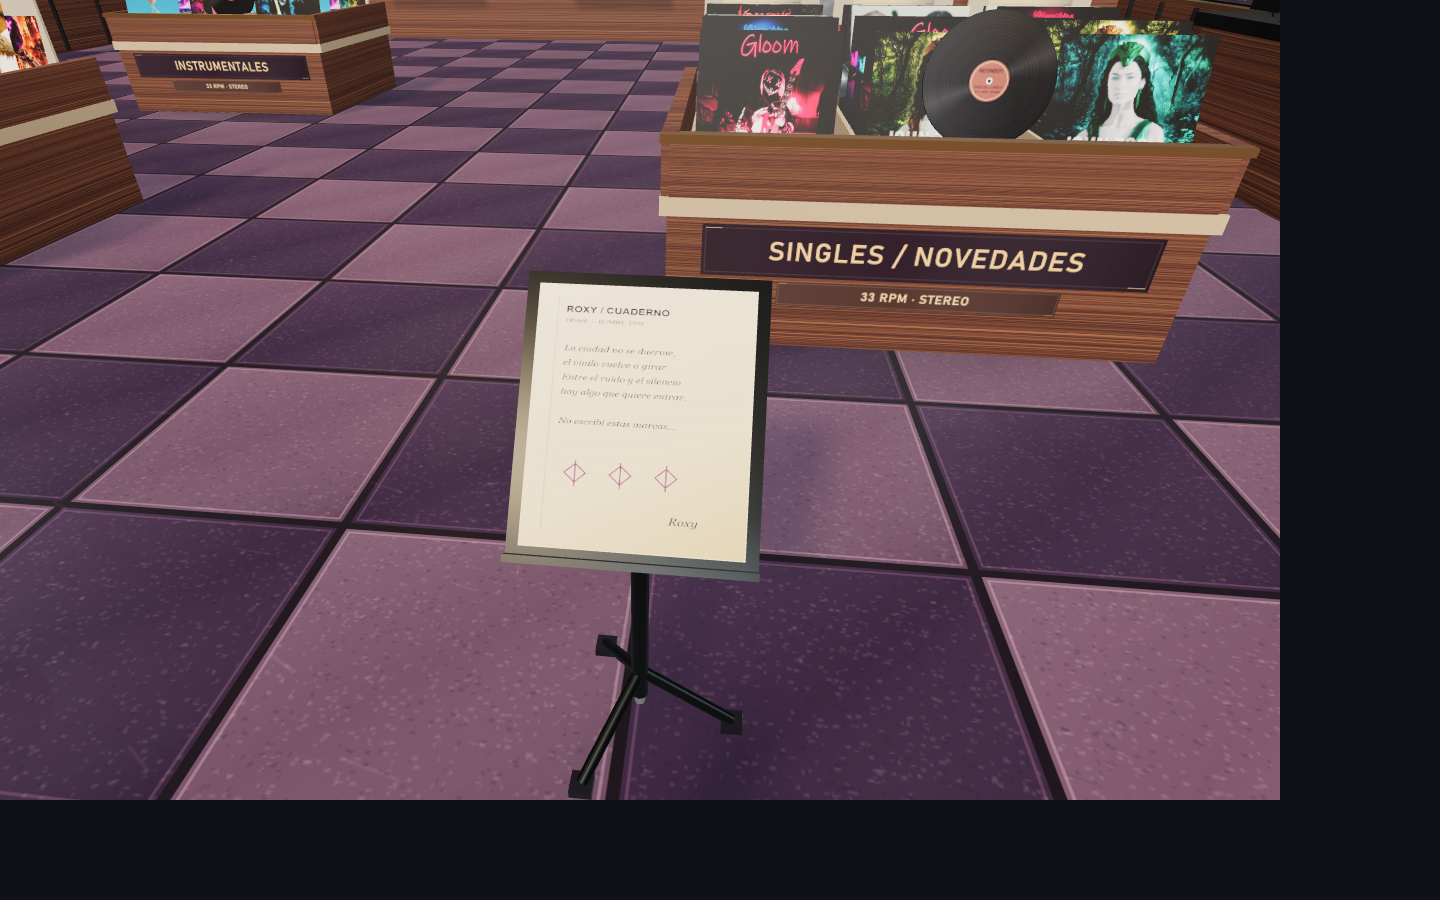 INSTRUMENTALES
33 RPM · STEREO
Gloom
SINGLES / NOVEDADES
33 RPM · STEREO
ROXY / CUADERNO
La ciudad no se duerme,
el vinilo vuelve a girar
Entre el ruido y el silencio
hay algo que quiere entrar.
No escribí estas marcas...
Roxy